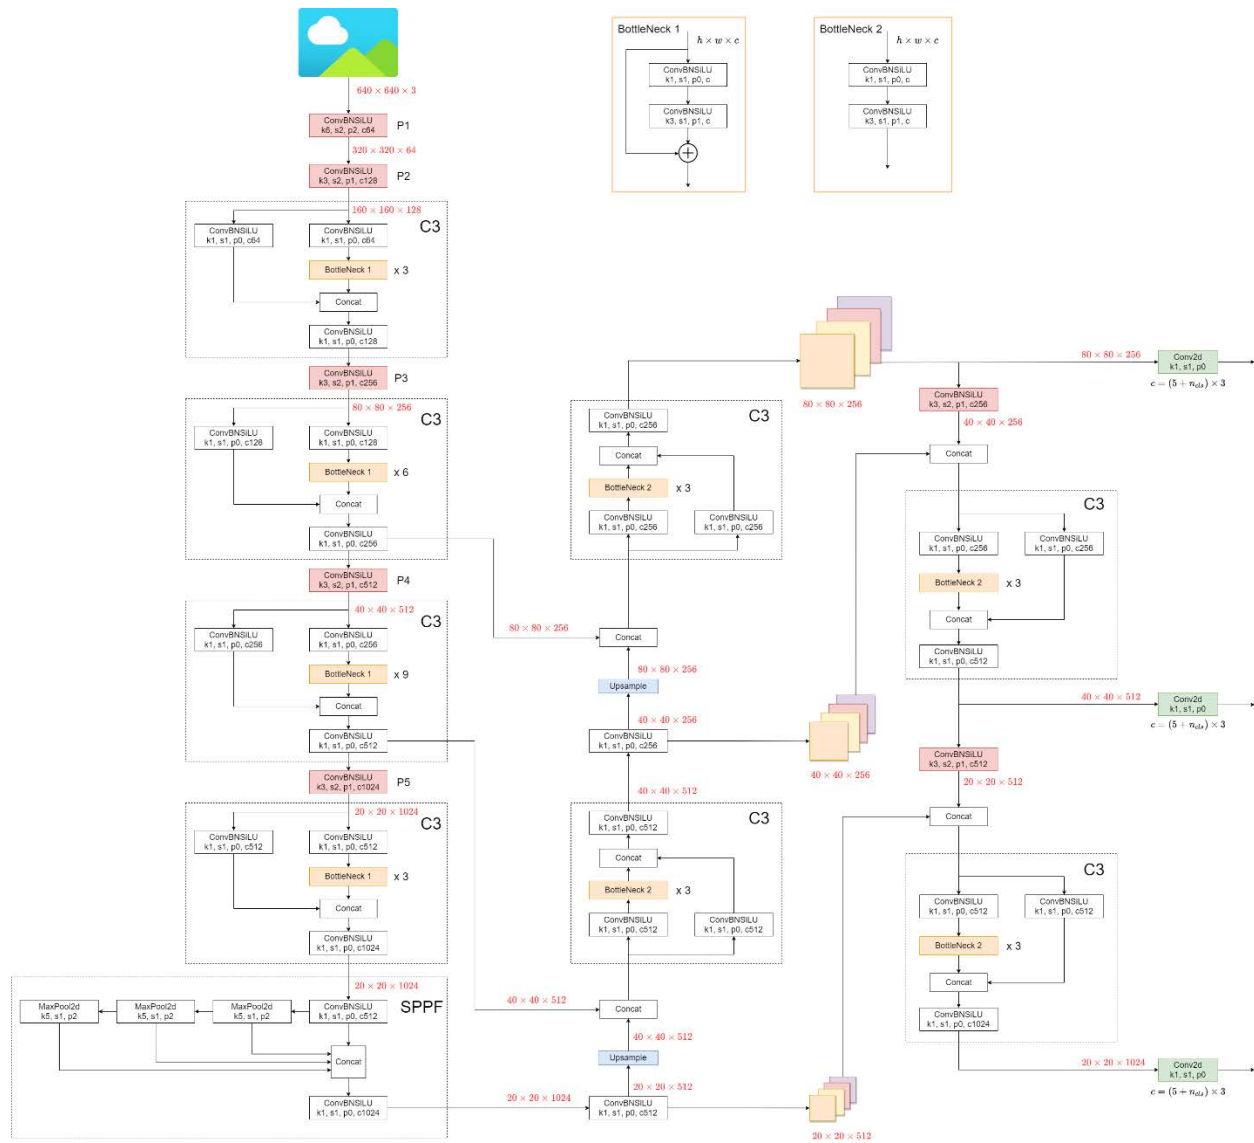 640 × 640 × 3
ConvBNSiLU
k6, s2, p2, c64
P1
320 × 320 × 64
ConvBNSiLU
k3, s2, p1, c128
P2
160 × 160 × 128
C3
ConvBNSiLU
k1, s1, p0, c64
ConvBNSiLU
k1, s1, p0, c64
BottleNeck 1
x 3
Concat
ConvBNSiLU
k1, s1, p0, c128
ConvBNSiLU
k3, s2, p1, c256
P3
80 × 80 × 256
C3
ConvBNSiLU
k1, s1, p0, c128
ConvBNSiLU
k1, s1, p0, c128
BottleNeck 1
x 6
Concat
ConvBNSiLU
k1, s1, p0, c256
ConvBNSiLU
k3, s2, p1, c512
P4
40 × 40 × 512
C3
ConvBNSiLU
k1, s1, p0, c256
ConvBNSiLU
k1, s1, p0, c256
BottleNeck 1
x 9
Concat
ConvBNSiLU
k1, s1, p0, c512
ConvBNSiLU
k3, s2, p1, c1024
P5
20 × 20 × 1024
C3
ConvBNSiLU
k1, s1, p0, c512
ConvBNSiLU
k1, s1, p0, c512
BottleNeck 1
x 3
Concat
ConvBNSiLU
k1, s1, p0, c1024
20 × 20 × 1024
SPPF
MaxPool2d
k5, s1, p2
MaxPool2d
k5, s1, p2
MaxPool2d
k5, s1, p2
ConvBNSiLU
k1, s1, p0, c512
Concat
ConvBNSiLU
k1, s1, p0, c1024
BottleNeck 1
h × w × c
ConvBNSiLU
k1, s1, p0, c
ConvBNSiLU
k3, s1, p1, c
+
BottleNeck 2
h × w × c
ConvBNSiLU
k1, s1, p0, c
ConvBNSiLU
k3, s1, p1, c
C3
ConvBNSiLU
k1, s1, p0, c256
Concat
BottleNeck 2
x 3
ConvBNSiLU
k1, s1, p0, c256
ConvBNSiLU
k1, s1, p0, c256
80 × 80 × 256
Concat
80 × 80 × 256
Upsample
40 × 40 × 256
ConvBNSiLU
k1, s1, p0, c256
40 × 40 × 512
C3
ConvBNSiLU
k1, s1, p0, c512
Concat
BottleNeck 2
x 3
ConvBNSiLU
k1, s1, p0, c512
ConvBNSiLU
k1, s1, p0, c512
40 × 40 × 512
Concat
40 × 40 × 512
Upsample
20 × 20 × 512
20 × 20 × 1024
ConvBNSiLU
k1, s1, p0, c512
80 × 80 × 256
40 × 40 × 256
20 × 20 × 512
80 × 80 × 256
Conv2d
k1, s1, p0
c = (5 + n_cls) × 3
ConvBNSiLU
k3, s2, p1, c256
40 × 40 × 256
Concat
C3
ConvBNSiLU
k1, s1, p0, c256
ConvBNSiLU
k1, s1, p0, c256
BottleNeck 2
x 3
Concat
ConvBNSiLU
k1, s1, p0, c512
40 × 40 × 512
Conv2d
k1, s1, p0
c = (5 + n_cls) × 3
ConvBNSiLU
k3, s2, p1, c512
20 × 20 × 512
Concat
C3
ConvBNSiLU
k1, s1, p0, c512
ConvBNSiLU
k1, s1, p0, c512
BottleNeck 2
x 3
Concat
ConvBNSiLU
k1, s1, p0, c1024
20 × 20 × 1024
Conv2d
k1, s1, p0
c = (5 + n_cls) × 3